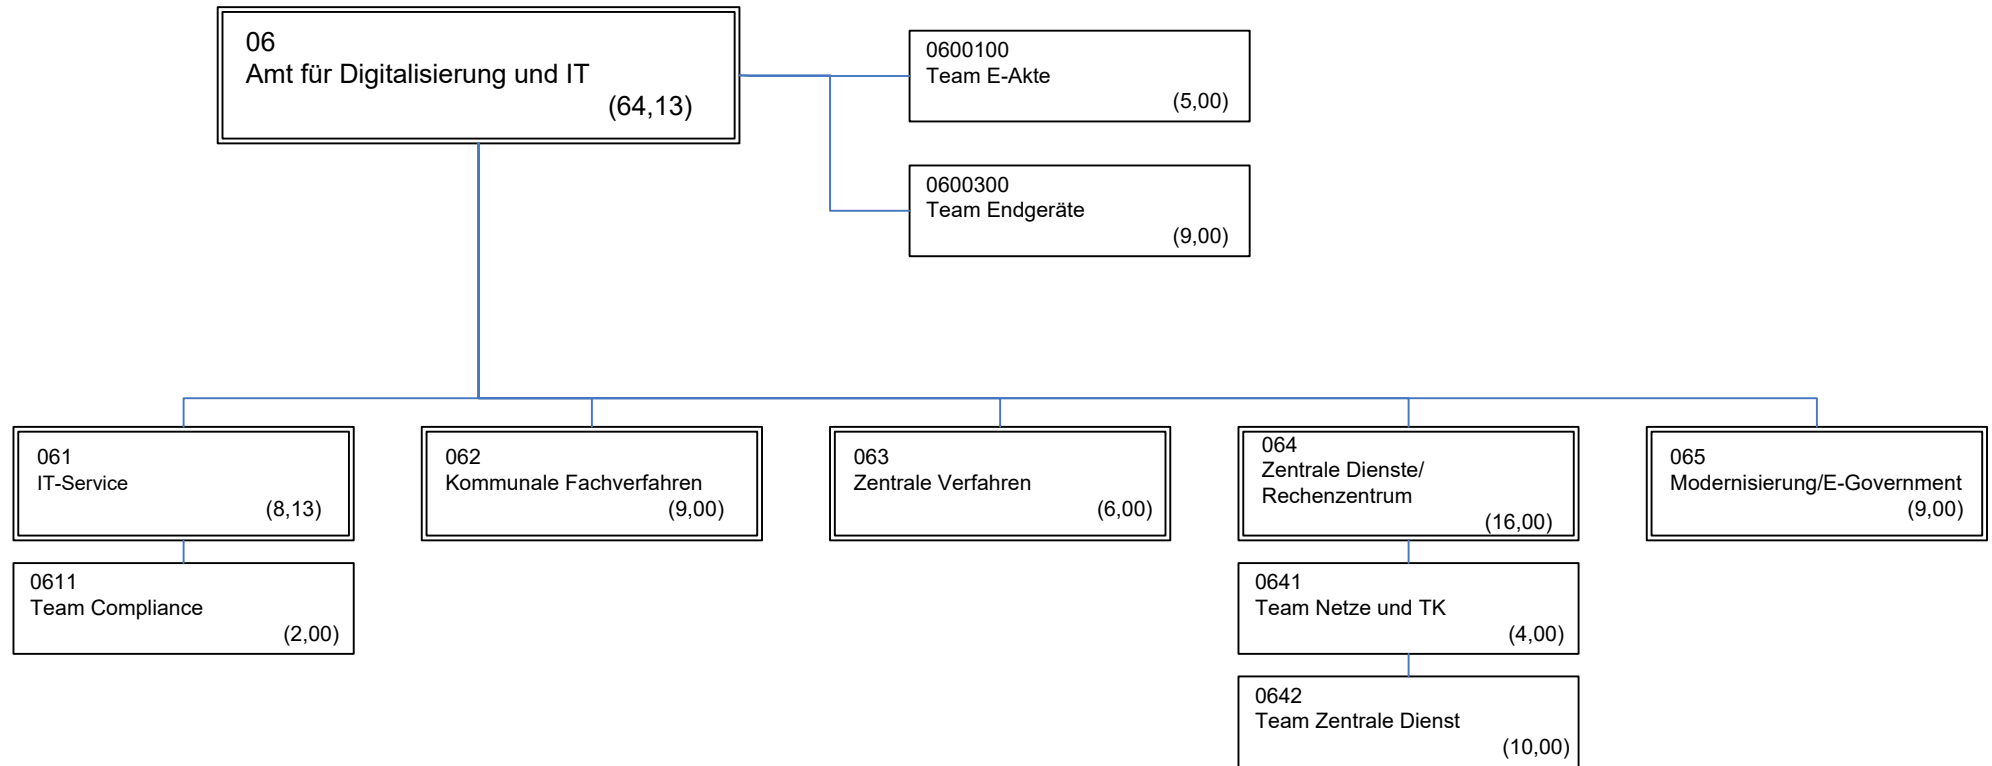 06
Amt für Digitalisierung und IT
(64,13)
0600100
Team E-Akte
(5,00)
0600300
Team Endgeräte
(9,00)
061
IT-Service
(8,13)
062
Kommunale Fachverfahren
(9,00)
063
Zentrale Verfahren
(6,00)
064
Zentrale Dienste/
Rechenzentrum
(16,00)
065
Modernisierung/E-Government
(9,00)
0611
Team Compliance
(2,00)
0641
Team Netze und TK
(4,00)
0642
Team Zentrale Dienst
(10,00)